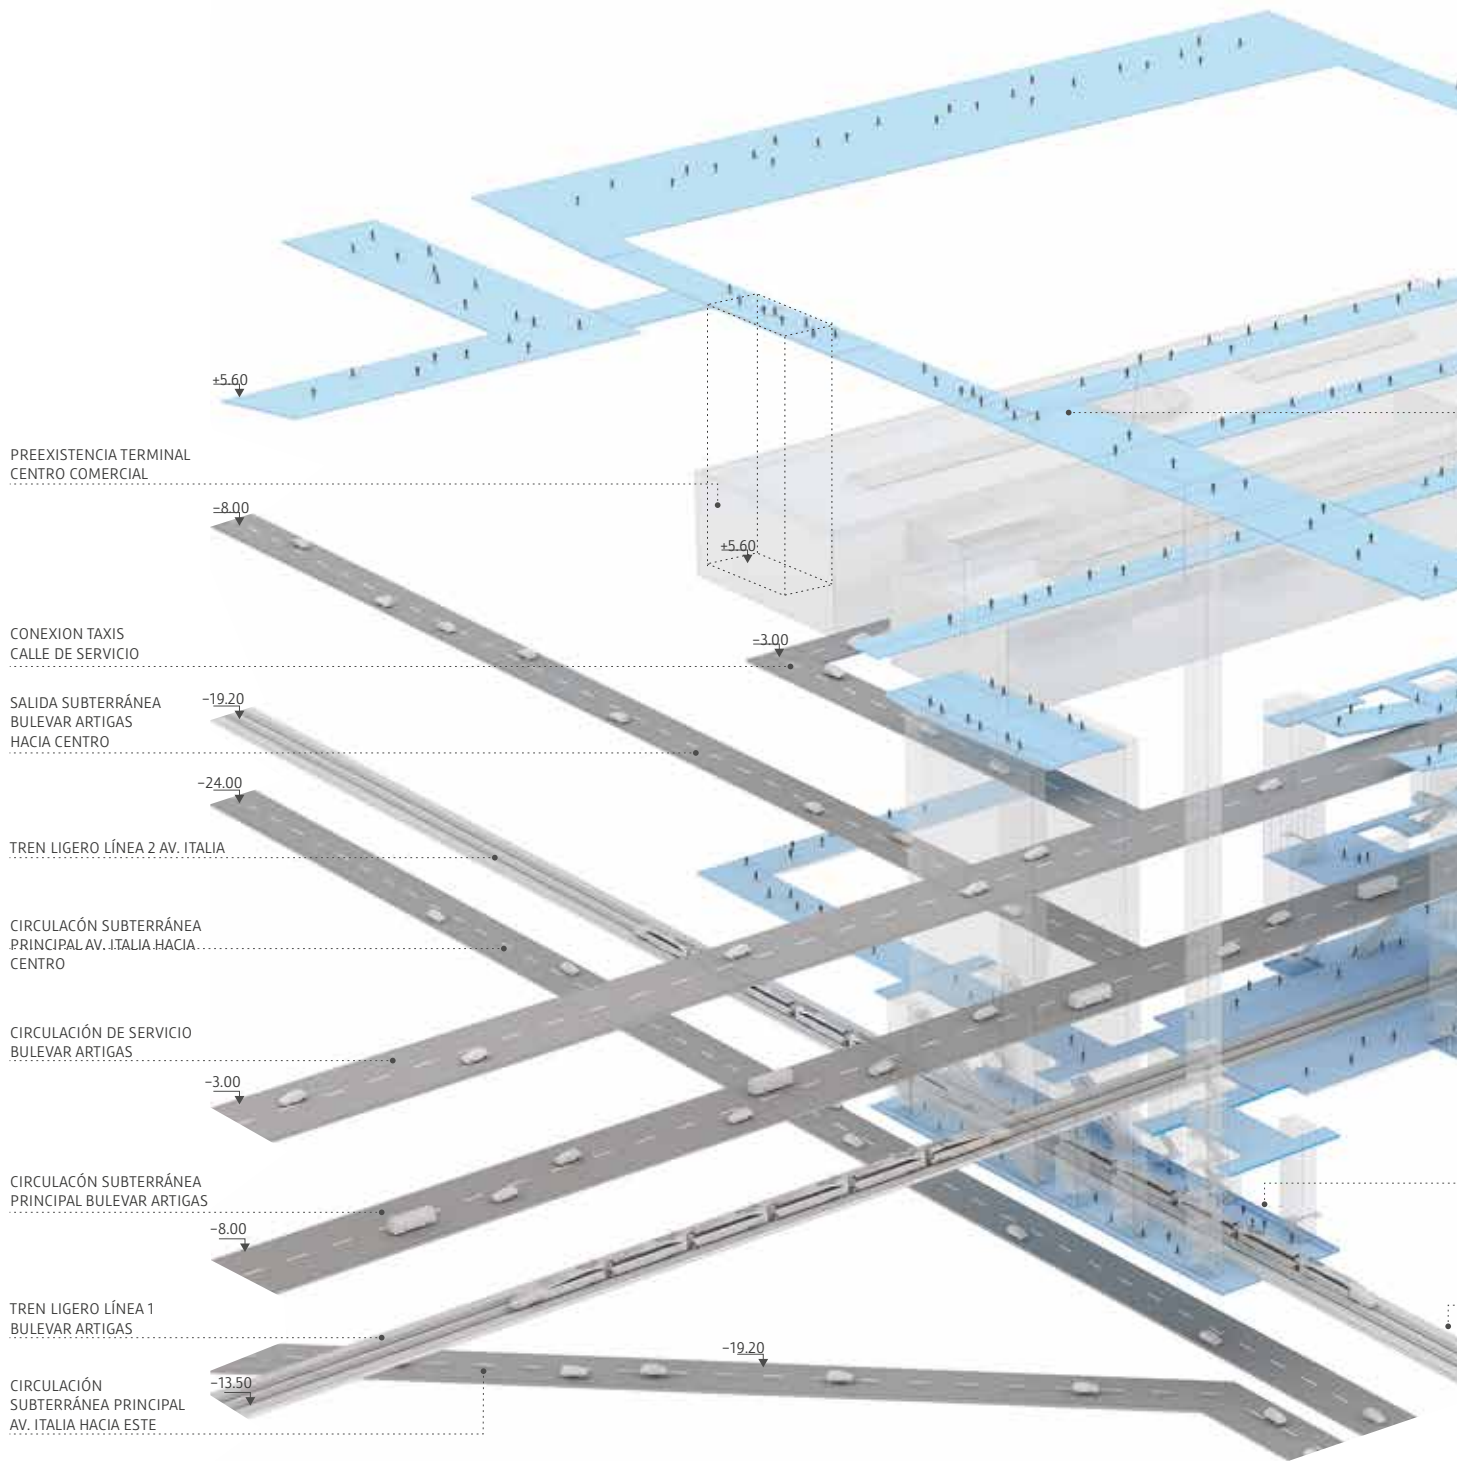 ±5.60
PREEXISTENCIA TERMINAL
CENTRO COMERCIAL
-8.00
±5.60
CONEXION TAXIS
CALLE DE SERVICIO
-3.00
SALIDA SUBTERRÁNEA
BULEVAR ARTIGAS
HACIA CENTRO
-19.20
-24.00
TREN LIGERO LÍNEA 2 AV. ITALIA
CIRCULACÓN SUBTERRÁNEA
PRINCIPAL AV. ITALIA HACIA
CENTRO
CIRCULACIÓN DE SERVICIO
BULEVAR ARTIGAS
-3.00
CIRCULACÓN SUBTERRÁNEA
PRINCIPAL BULEVAR ARTIGAS
-8.00
TREN LIGERO LÍNEA 1
BULEVAR ARTIGAS
-19.20
-13.50
CIRCULACIÓN
SUBTERRÁNEA PRINCIPAL
AV. ITALIA HACIA ESTE